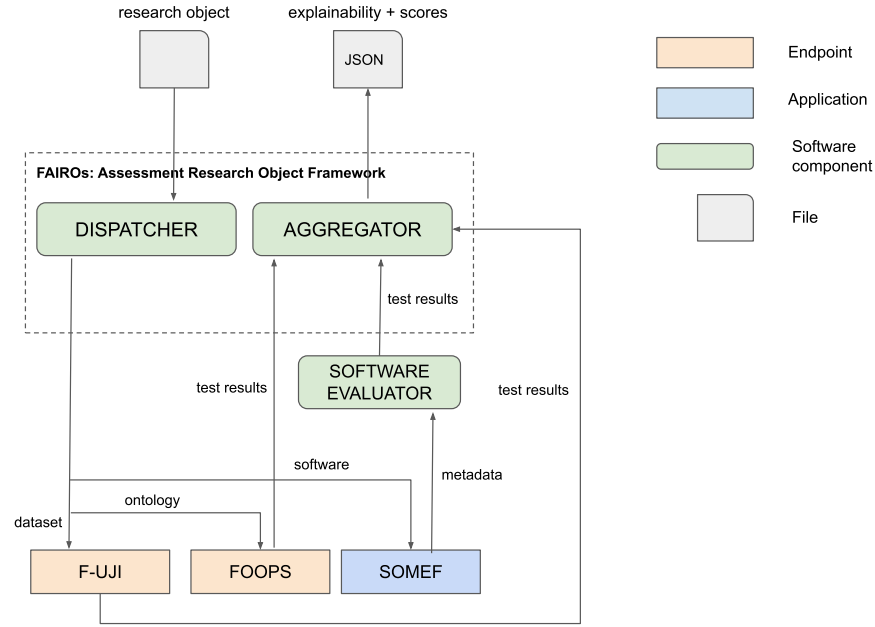 research object
explainability + scores
JSON
Endpoint
Application
Software
component
File
FAIROs: Assessment Research Object Framework
DISPATCHER
AGGREGATOR
test results
SOFTWARE
EVALUATOR
test results
test results
software
metadata
ontology
dataset
F-UJI
FOOPS
SOMEF